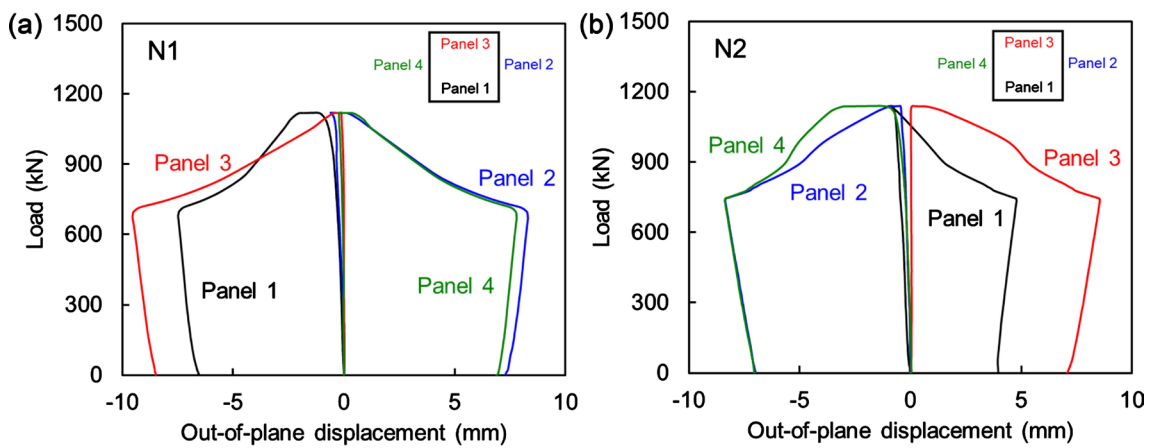 (a)
N1
Panel 3
Panel 4
Panel 2
Panel 1
Panel 3
Panel 2
Panel 1
Panel 4
1500
1200
900
600
300
0
Load (kN)
-10 -5 0 5 10
Out-of-plane displacement (mm)
(b)
N2
Panel 3
Panel 4
Panel 2
Panel 1
Panel 4
Panel 3
Panel 2
Panel 1
1500
1200
900
600
300
0
Load (kN)
-10 -5 0 5 10
Out-of-plane displacement (mm)